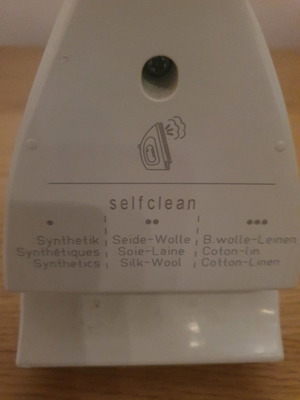 selfclean
• •• •••
Synthetik Seide-Wolle B.wolle-Leinen
Synthétiques Soie-Laine Coton-lin
Synthetics Silk-Wool Cotton-Linen